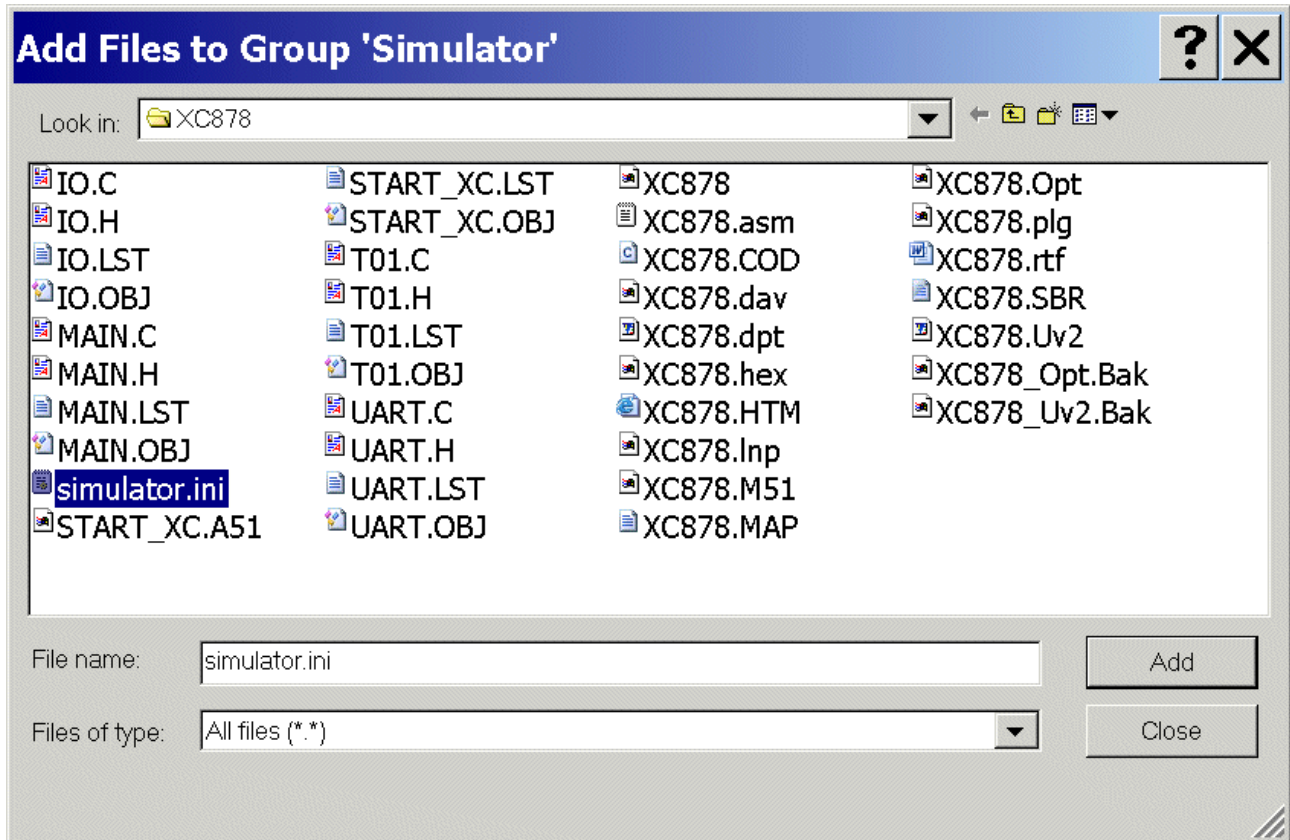 Add Files to Group 'Simulator'
Look in: XC878
IO.C
IO.H
IO.LST
IO.OBJ
MAIN.C
MAIN.H
MAIN.LST
MAIN.OBJ
simulator.ini
START_XC.A51
START_XC.LST
START_XC.OBJ
T01.C
T01.H
T01.LST
T01.OBJ
UART.C
UART.H
UART.LST
UART.OBJ
XC878
XC878.asm
XC878.COD
XC878.dav
XC878.dpt
XC878.hex
XC878.HTM
XC878.lnp
XC878.M51
XC878.MAP
XC878.Opt
XC878.plg
XC878.rtf
XC878.SBR
XC878.Uv2
XC878_Opt.Bak
XC878_Uv2.Bak
File name: simulator.ini Add
Files of type: All files (*.*) Close